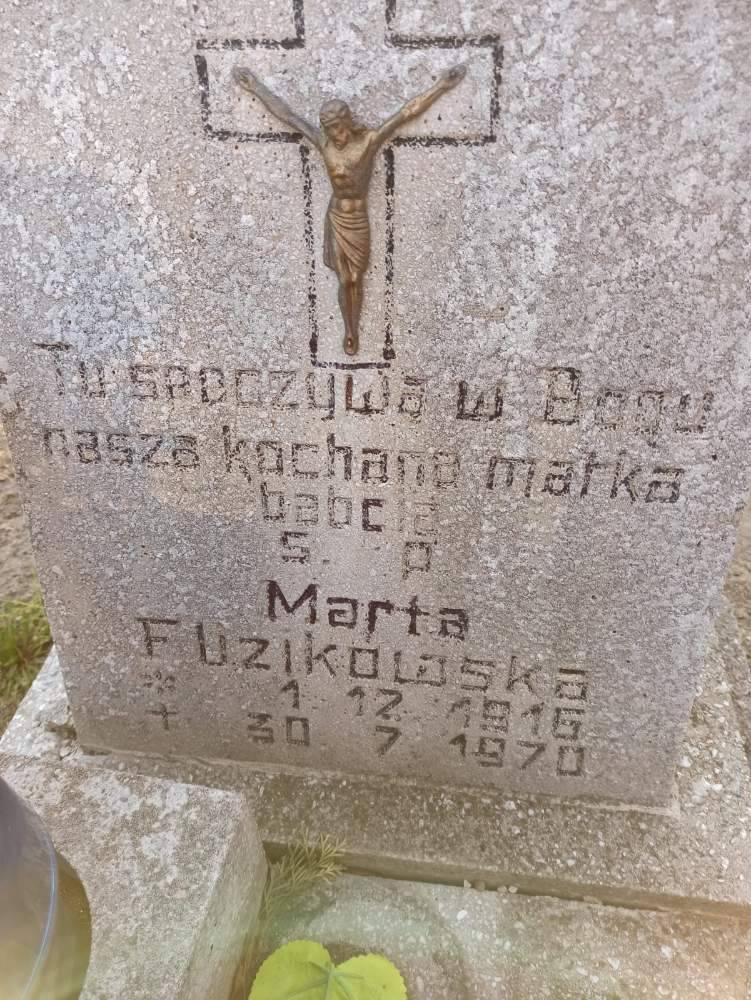 Tu spoczywa w Bogu
nasza kochana matka
babcia
ś. p
Marta
Fuzikowska
* 1 12 1916
+ 30 7 1970